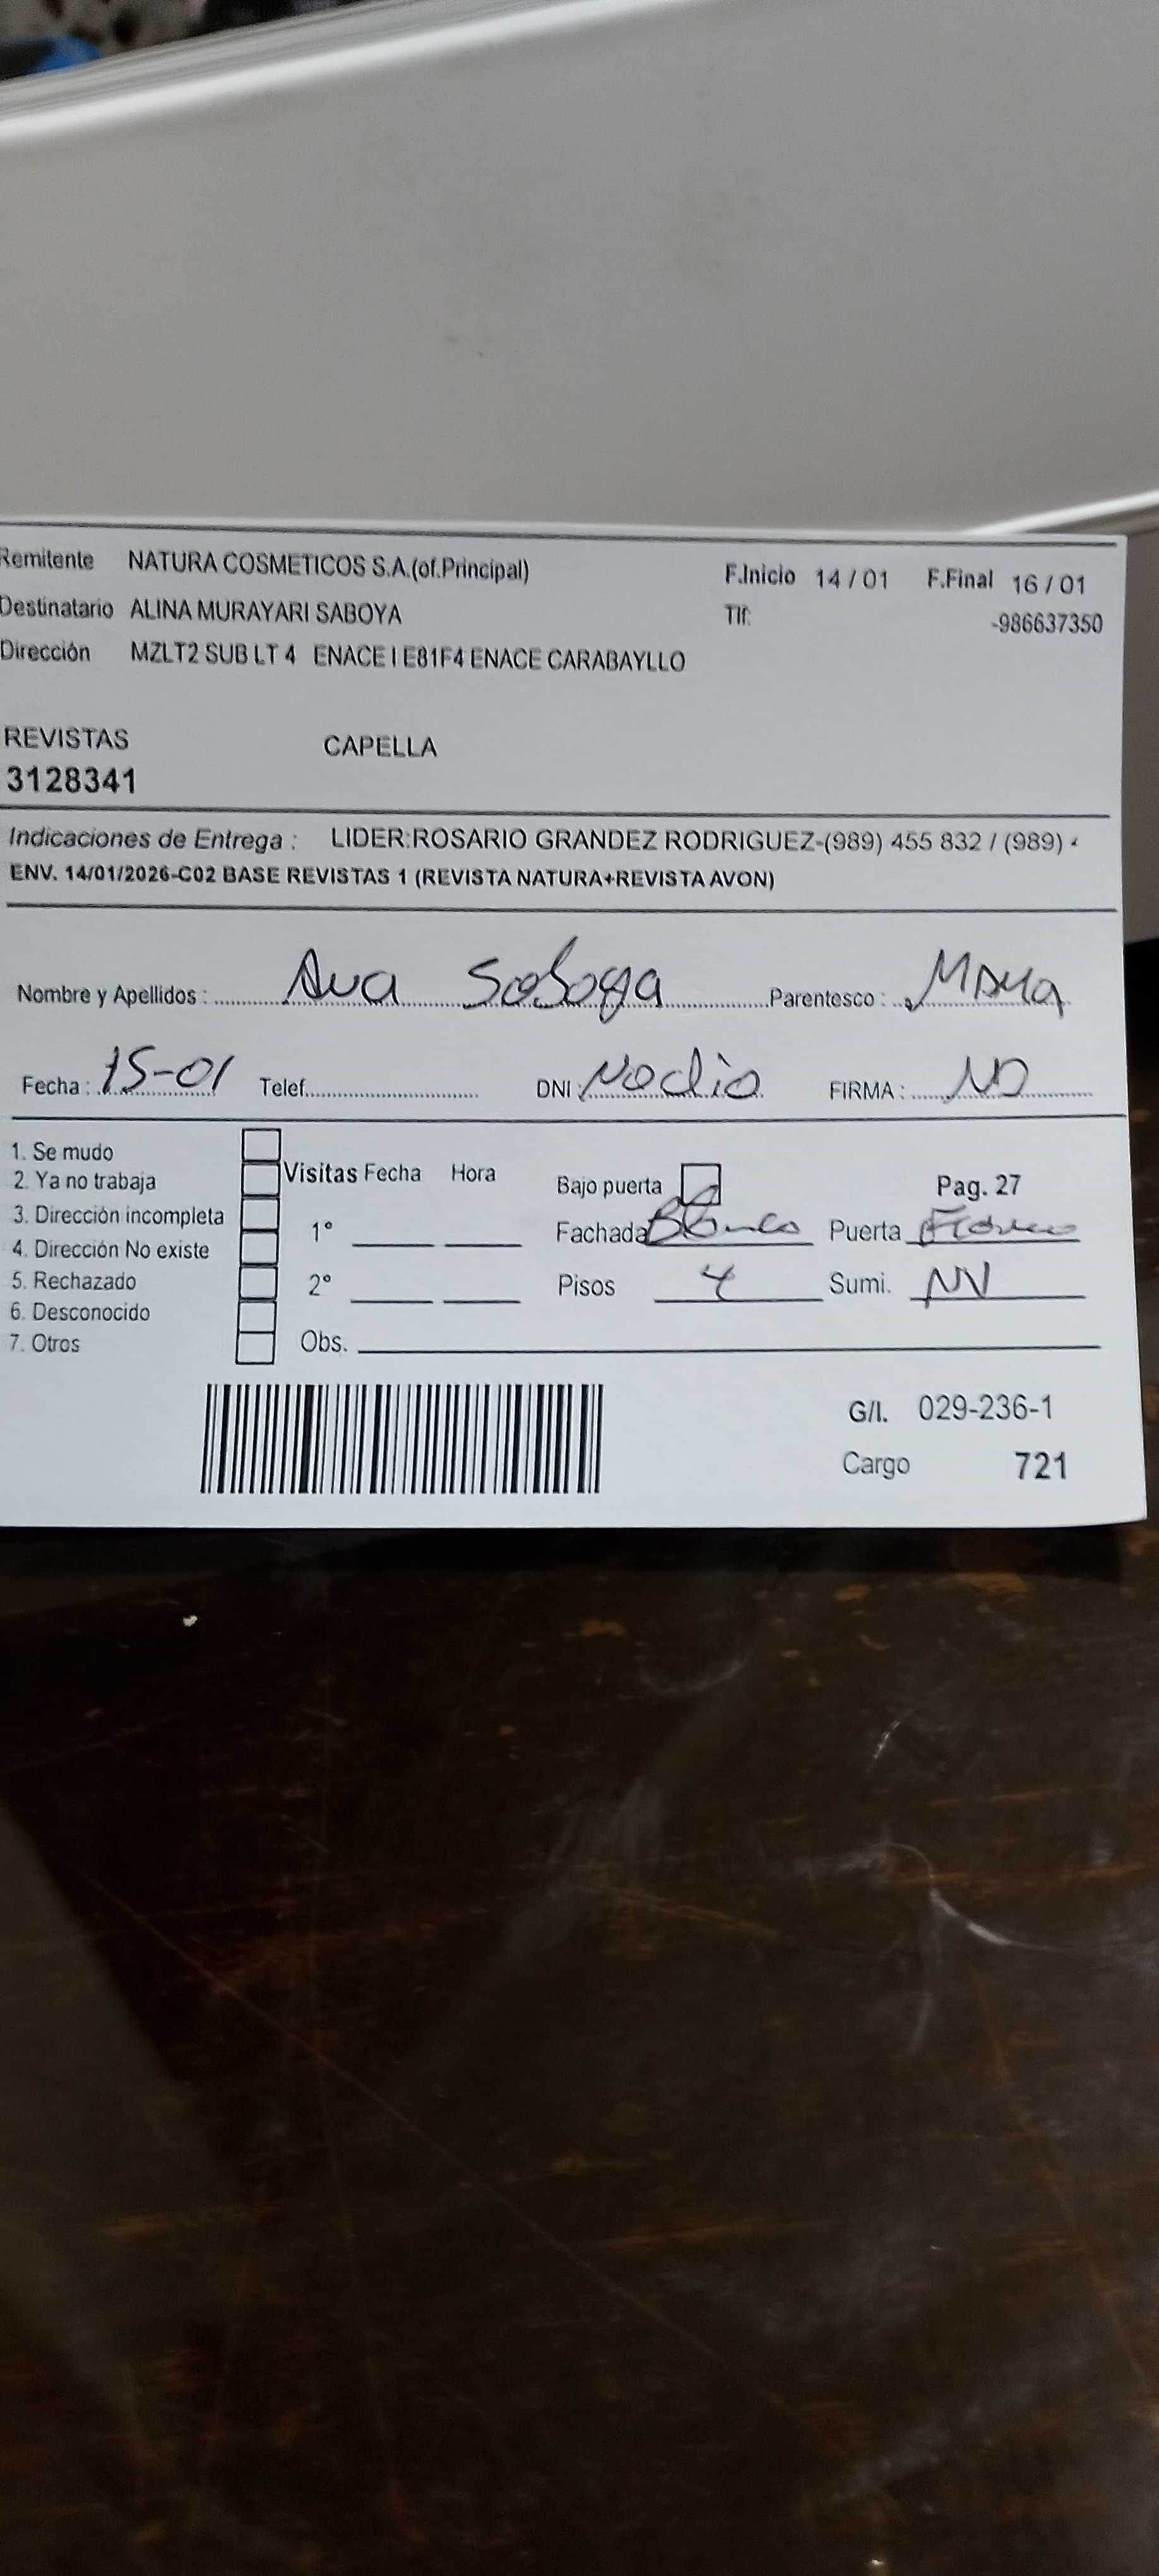 Remitente NATURA COSMETICOS S.A.(of.Principal) F.Inicio 14 / 01 F.Final 16 / 01
Destinatario ALINA MURAYARI SABOYA Tlf: -986637350
Dirección MZLT2 SUB LT 4 ENACE I E81F4 ENACE CARABAYLLO
REVISTAS CAPELLA
3128341
Indicaciones de Entrega : LIDER:ROSARIO GRANDEZ RODRIGUEZ-(989) 455 832 / (989)
ENV. 14/01/2026-C02 BASE REVISTAS 1 (REVISTA NATURA+REVISTA AVON)
Nombre y Apellidos : Ana Saboya Parentesco : Mama
Fecha : 15-01 Telef. DNI : No dio FIRMA : NO
1. Se mudo
2. Ya no trabaja Visitas Fecha Hora Bajo puerta Pag. 27
3. Dirección incompleta 1° Fachada Blanco Puerta
4. Dirección No existe
5. Rechazado 2° Pisos 4 Sumi. NV
6. Desconocido
7. Otros Obs.
G/I. 029-236-1
Cargo 721